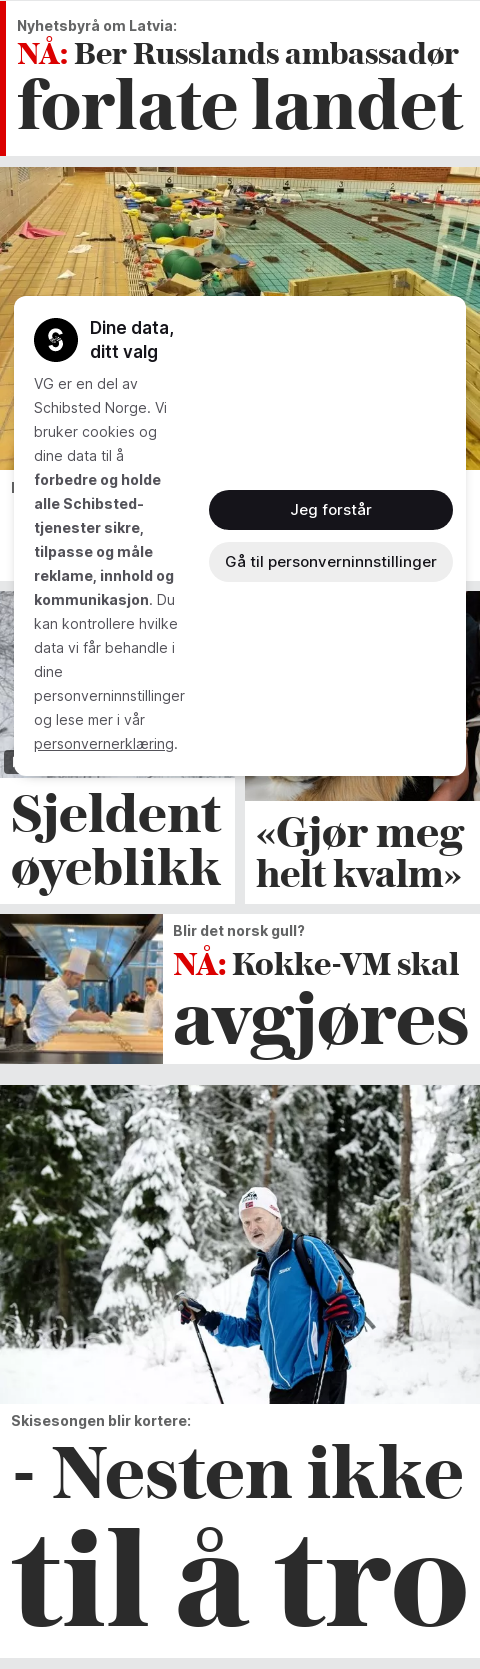 Nyhetsbyrå om Latvia:
NÅ: Ber Russlands ambassadør
forlate landet
Dine data,
ditt valg
VG er en del av
Schibsted Norge. Vi
bruker cookies og
dine data til å
forbedre og holde
alle Schibsted-
tjenester sikre,
tilpasse og måle
reklame, innhold og
kommunikasjon. Du
kan kontrollere hvilke
data vi får behandle i
dine
personverninnstillinger
og lese mer i vår
personvernerklæring.
Jeg forstår
Gå til personverninnstillinger
Sjeldent
øyeblikk
«Gjør meg
helt kvalm»
Blir det norsk gull?
NÅ: Kokke-VM skal
avgjøres
Skisesongen blir kortere:
- Nesten ikke
til å tro